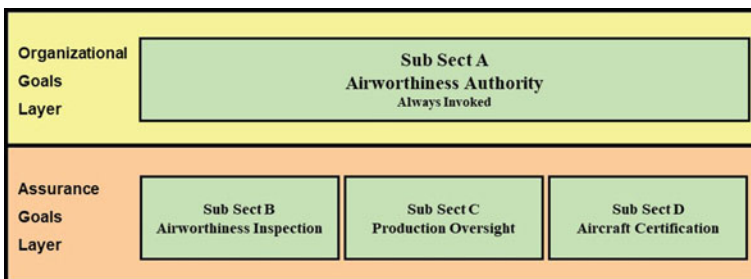 Organizational
Goals
Layer
Sub Sect A
Airworthiness Authority
Always Invoked
Assurance
Goals
Layer
Sub Sect B
Airworthiness Inspection
Sub Sect C
Production Oversight
Sub Sect D
Aircraft Certification